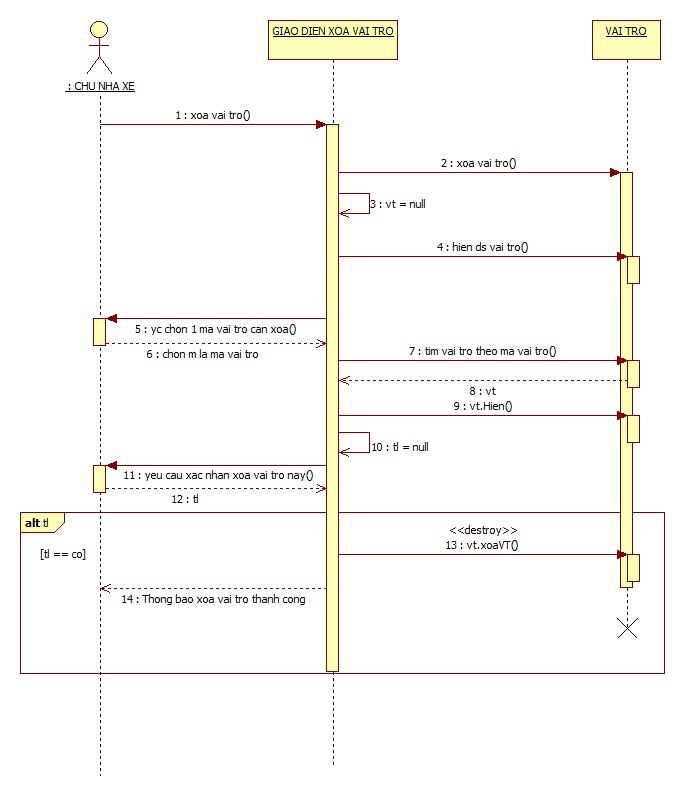 GIAO DIEN XOA VAI TRO
VAI TRO
: CHU NHA XE
1 : xoa vai tro()
2 : xoa vai tro()
3 : vt = null
4 : hien ds vai tro()
5 : yc chon 1 ma vai tro can xoa()
6 : chon m la ma vai tro
7 : tim vai tro theo ma vai tro()
8 : vt
9 : vt.Hien()
10 : tl = null
11 : yeu cau xac nhan xoa vai tro nay()
12 : tl
alt tl
[tl == co]
<<destroy>>
13 : vt.xoaVT()
14 : Thong bao xoa vai tro thanh cong